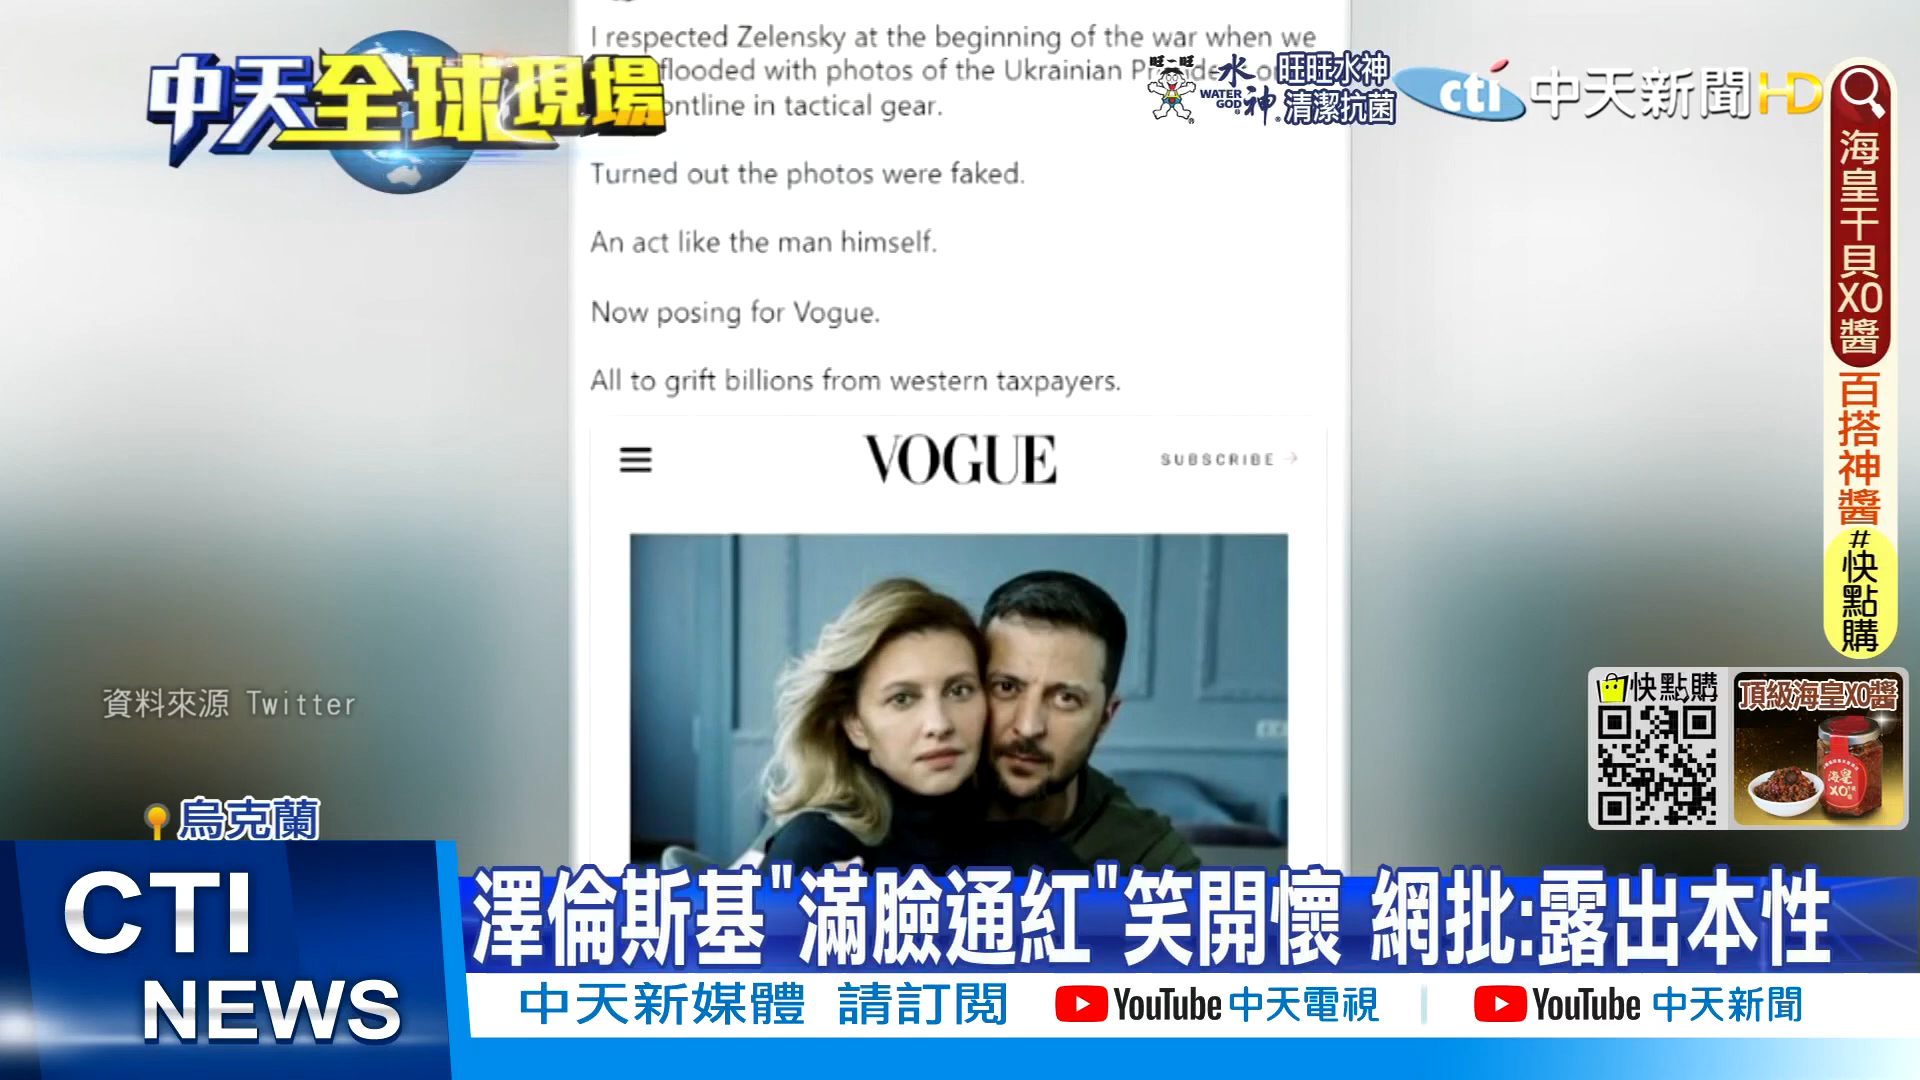 I respected Zelensky at the beginning of the war when we
flooded with photos of the Ukrainian
in tactical gear.
Turned out the photos were faked.
An act like the man himself.
Now posing for Vogue.
All to grift billions from western taxpayers.
VOGUE
SUBSCRIBE →
中天全球現場
旺旺
水神
WATER GOD
旺旺水神
清潔抗菌
cti 中天新聞HD
海皇干貝XO醬
百搭神醬
#快點購
快點購
頂級海皇XO醬
海皇
XO
資料來源 Twitter
烏克蘭
CTI
NEWS
澤倫斯基"滿臉通紅"笑開懷 網批:露出本性
中天新媒體 請訂閱 YouTube 中天電視 | YouTube 中天新聞